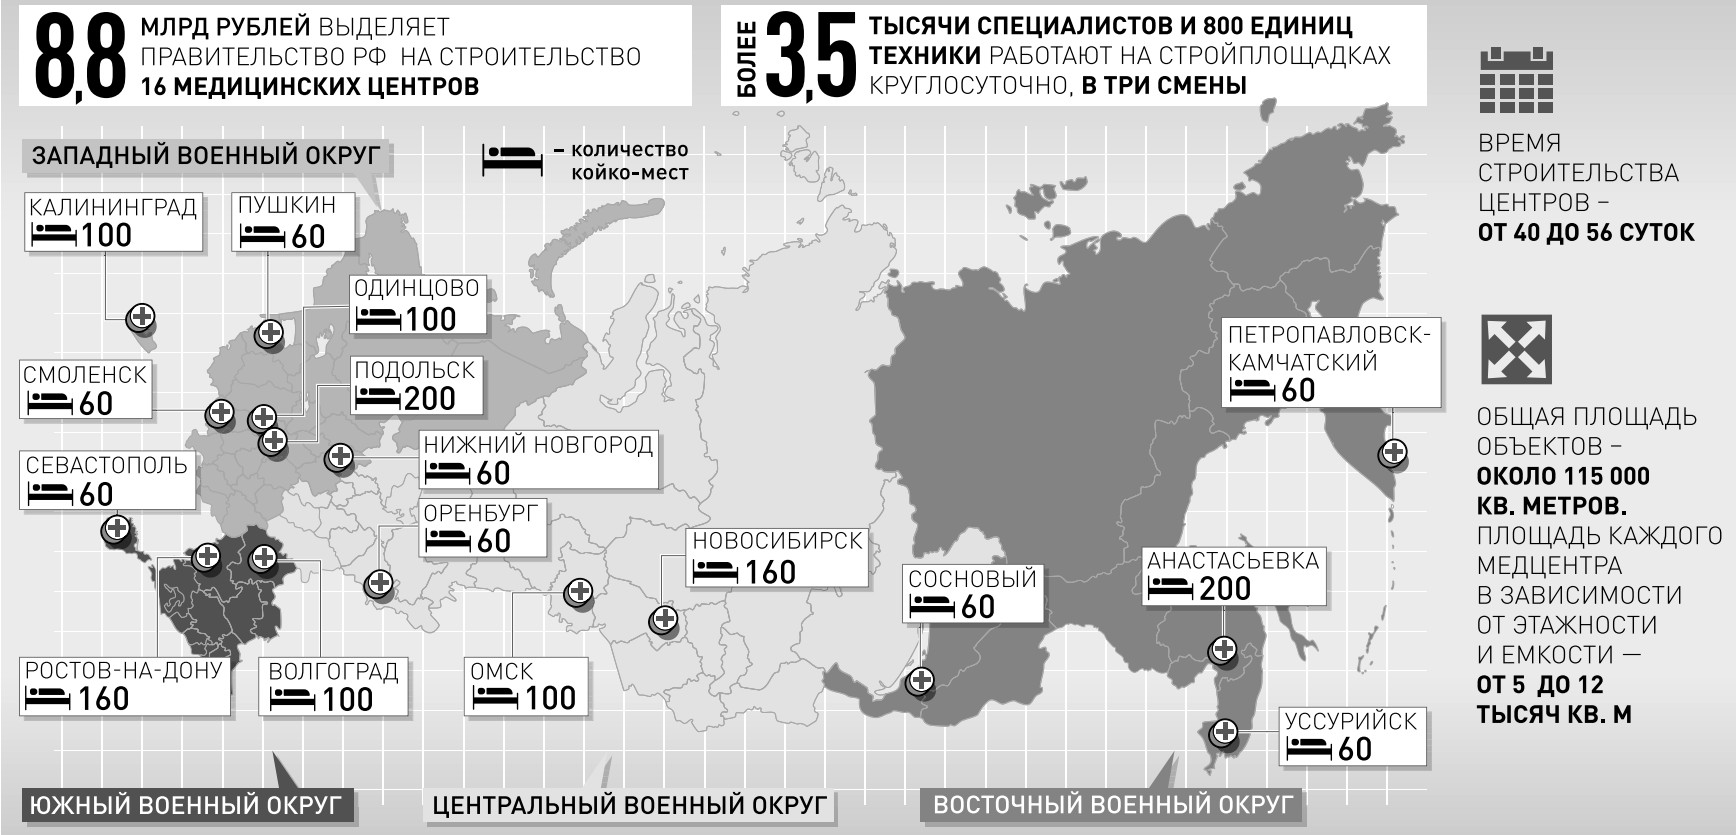 8,8
МЛРД РУБЛЕЙ ВЫДЕЛЯЕТ
ПРАВИТЕЛЬСТВО РФ НА СТРОИТЕЛЬСТВО
16 МЕДИЦИНСКИХ ЦЕНТРОВ
БОЛЕЕ
3,5
ТЫСЯЧИ СПЕЦИАЛИСТОВ И 800 ЕДИНИЦ
ТЕХНИКИ РАБОТАЮТ НА СТРОЙПЛОЩАДКАХ
КРУГЛОСУТОЧНО, В ТРИ СМЕНЫ
ЗАПАДНЫЙ ВОЕННЫЙ ОКРУГ
– количество
койко-мест
КАЛИНИНГРАД
100
ПУШКИН
60
ОДИНЦОВО
100
СМОЛЕНСК
60
ПОДОЛЬСК
200
НИЖНИЙ НОВГОРОД
60
СЕВАСТОПОЛЬ
60
ОРЕНБУРГ
60
НОВОСИБИРСК
160
СОСНОВЫЙ
60
АНАСТАСЬЕВКА
200
ПЕТРОПАВЛОВСК-
КАМЧАТСКИЙ
60
РОСТОВ-НА-ДОНУ
160
ВОЛГОГРАД
100
ОМСК
100
УССУРИЙСК
60
ЮЖНЫЙ ВОЕННЫЙ ОКРУГ
ЦЕНТРАЛЬНЫЙ ВОЕННЫЙ ОКРУГ
ВОСТОЧНЫЙ ВОЕННЫЙ ОКРУГ
ВРЕМЯ
СТРОИТЕЛЬСТВА
ЦЕНТРОВ –
ОТ 40 ДО 56 СУТОК
ОБЩАЯ ПЛОЩАДЬ
ОБЪЕКТОВ –
ОКОЛО 115 000
КВ. МЕТРОВ.
ПЛОЩАДЬ КАЖДОГО
МЕДЦЕНТРА
В ЗАВИСИМОСТИ
ОТ ЭТАЖНОСТИ
И ЕМКОСТИ —
ОТ 5 ДО 12
ТЫСЯЧ КВ. М